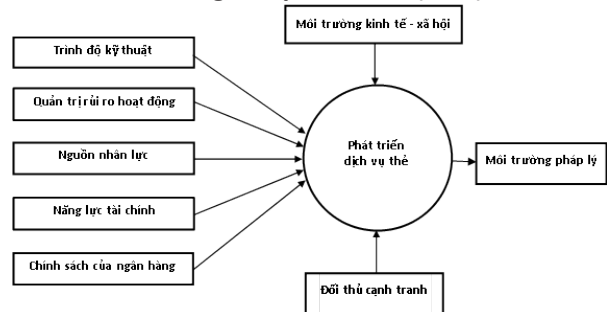 Môi trường kinh tế - xã hội
Trình độ kỹ thuật
Quản trị rủi ro hoạt động
Nguồn nhân lực
Năng lực tài chính
Chính sách của ngân hàng
Phát triển
dịch vụ thẻ
Môi trường pháp lý
Đối thủ cạnh tranh